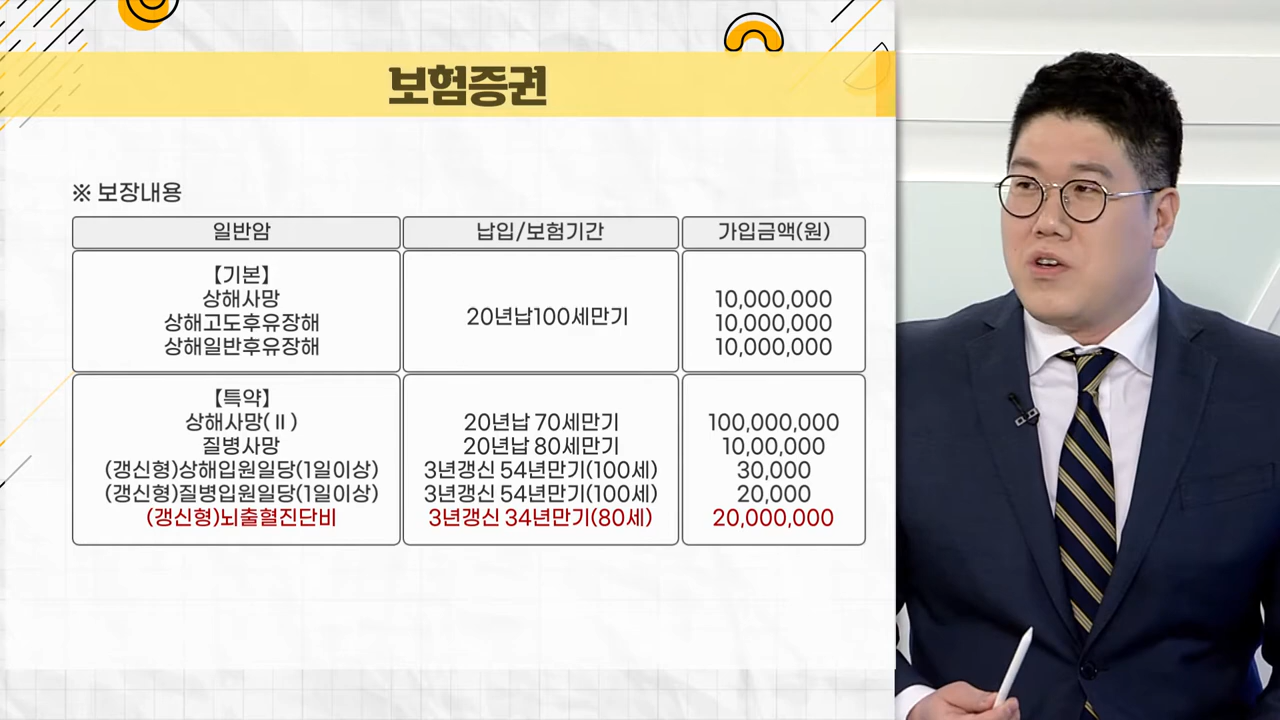 보험증권
※ 보장내용
일반암 납입/보험기간 가입금액(원)
【기본】
상해사망 10,000,000
상해고도후유장해 20년납100세만기 10,000,000
상해일반후유장해 10,000,000
【특약】
상해사망(Ⅱ) 20년납 70세만기 100,000,000
질병사망 20년납 80세만기 10,00,000
(갱신형)상해입원일당(1일이상) 3년갱신 54년만기(100세) 30,000
(갱신형)질병입원일당(1일이상) 3년갱신 54년만기(100세) 20,000
(갱신형)뇌출혈진단비 3년갱신 34년만기(80세) 20,000,000